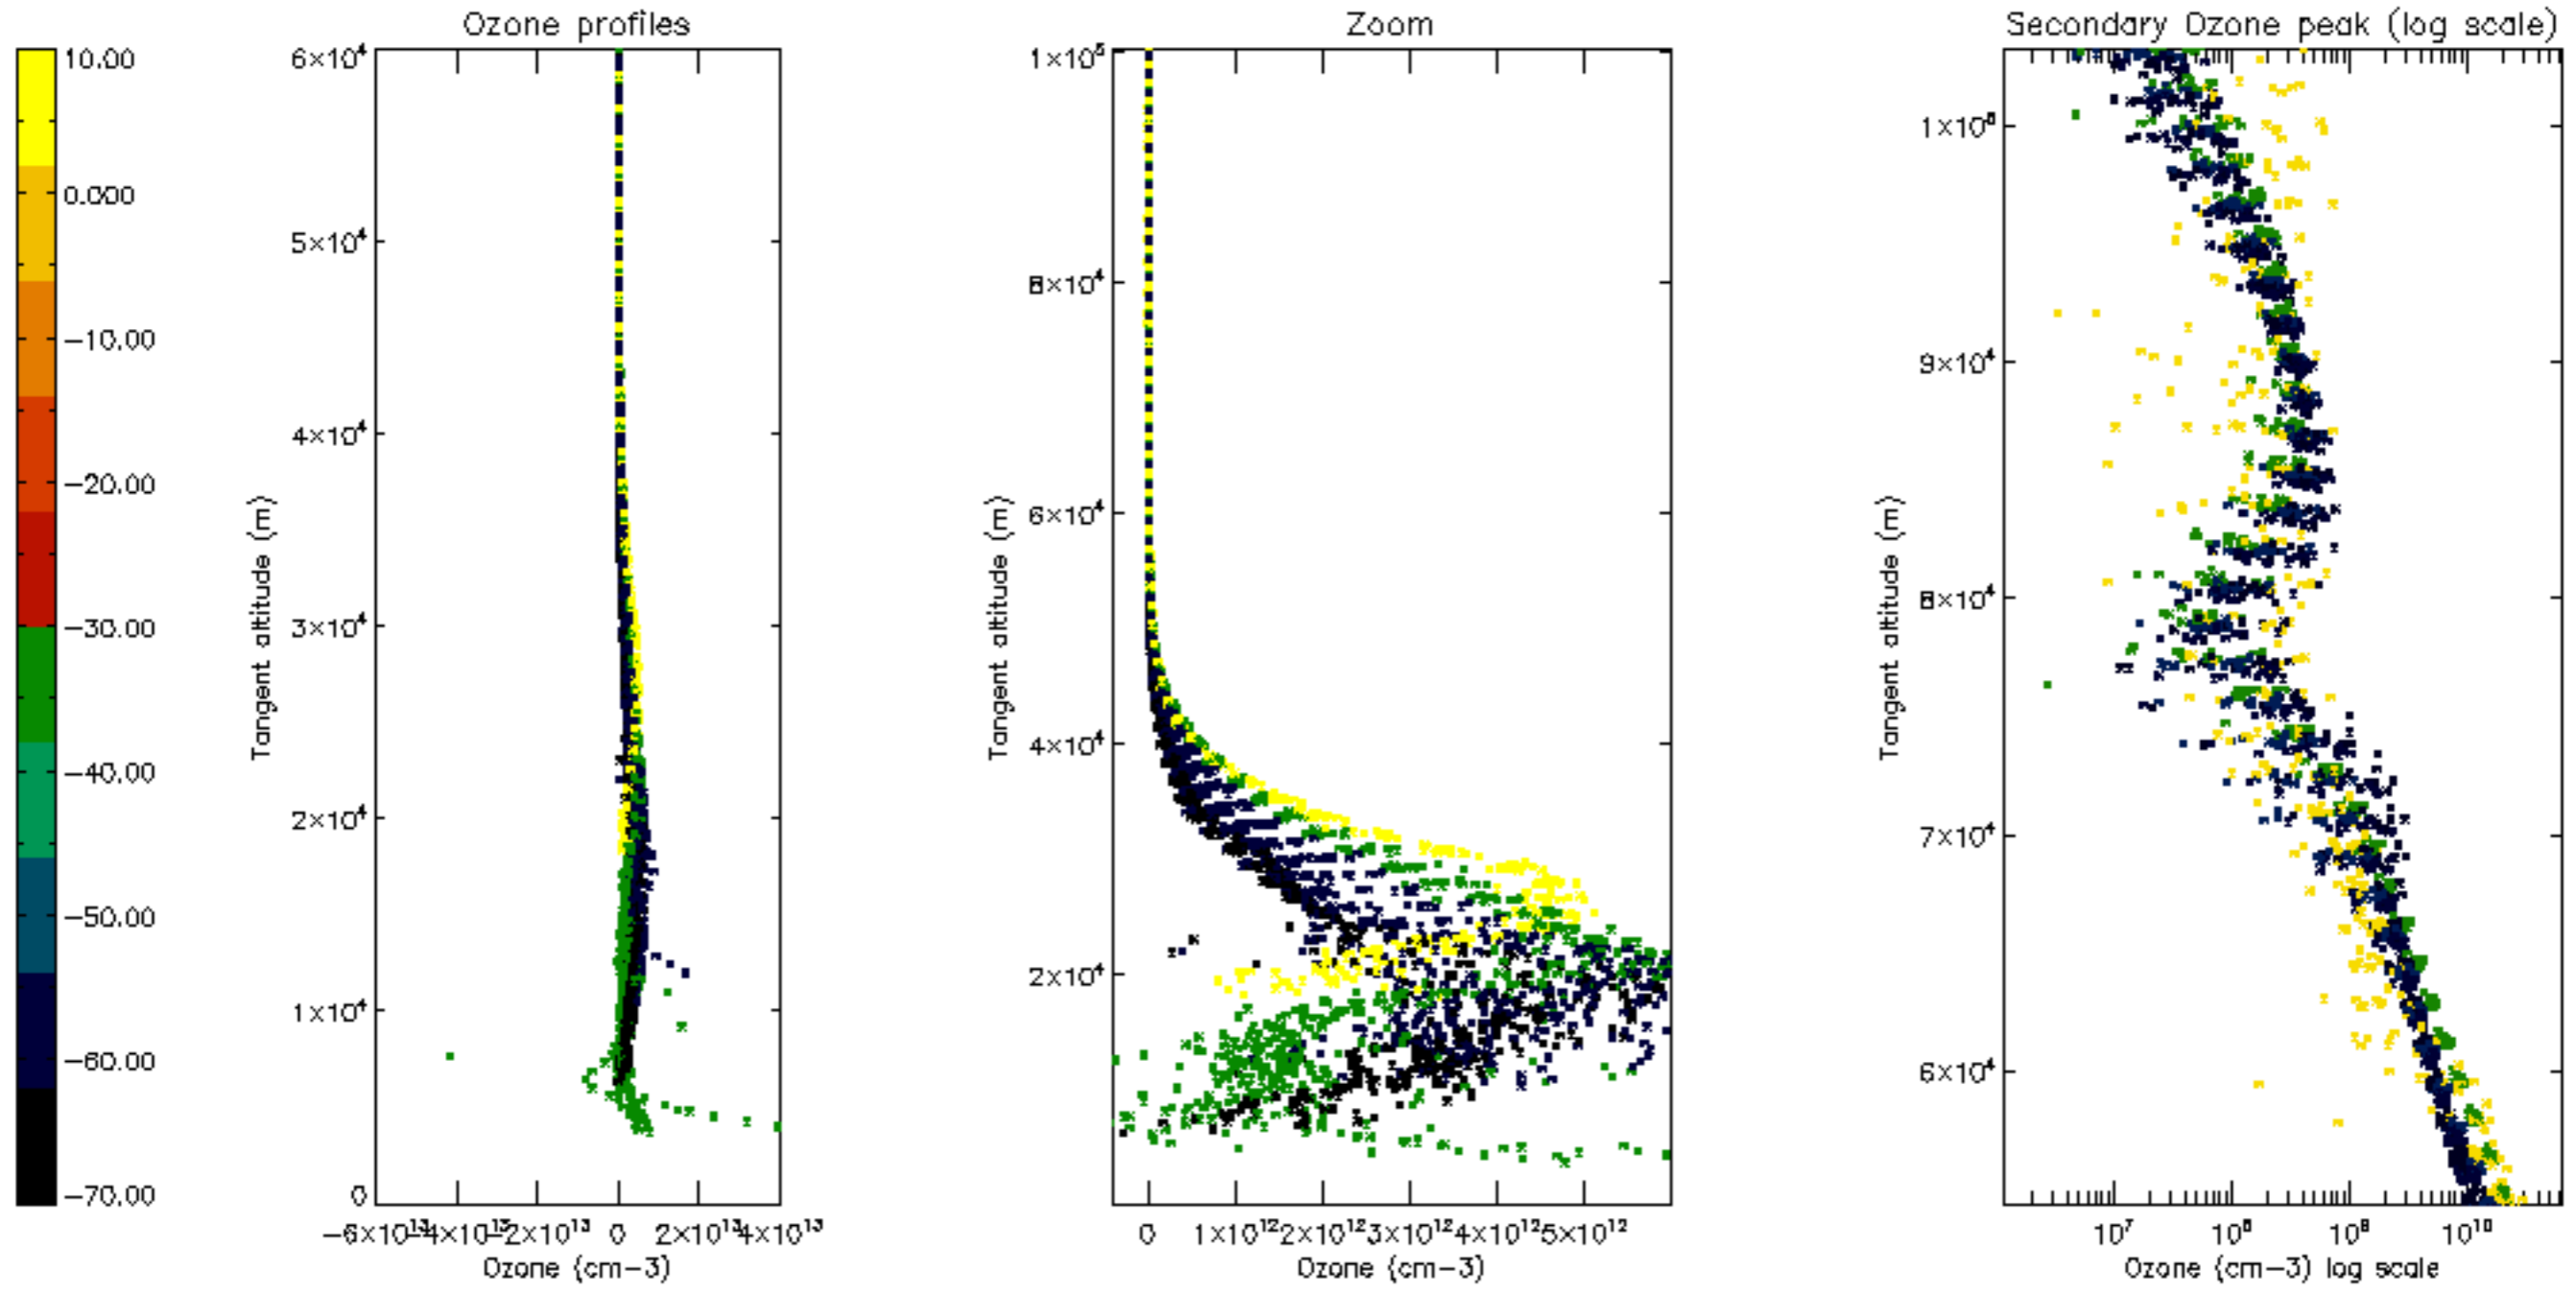 Ozone profiles
Zoom
Secondary Ozone peak (log scale)
10.00
0.000
−10.00
−20.00
−30.00
−40.00
−50.00
−60.00
−70.00
6×10⁴
5×10⁴
4×10⁴
3×10⁴
2×10⁴
1×10⁴
0
Tangent altitude (m)
−2×10¹³ 0 2×10¹³ 4×10¹³
Ozone (cm−3)
1×10⁵
8×10⁴
6×10⁴
4×10⁴
2×10⁴
Tangent altitude (m)
0 1×10¹² 2×10¹² 3×10¹² 4×10¹² 5×10¹²
Ozone (cm−3)
1×10⁵
9×10⁴
8×10⁴
7×10⁴
6×10⁴
Tangent altitude (m)
10⁷ 10⁸ 10⁹ 10¹⁰
Ozone (cm−3) log scale